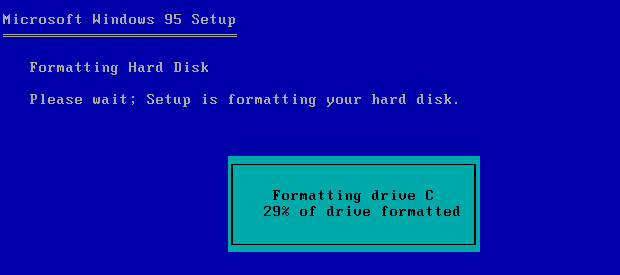 Microsoft Windows 95 Setup
Formatting Hard Disk
Please wait; Setup is formatting your hard disk.
Formatting drive C
29% of drive formatted